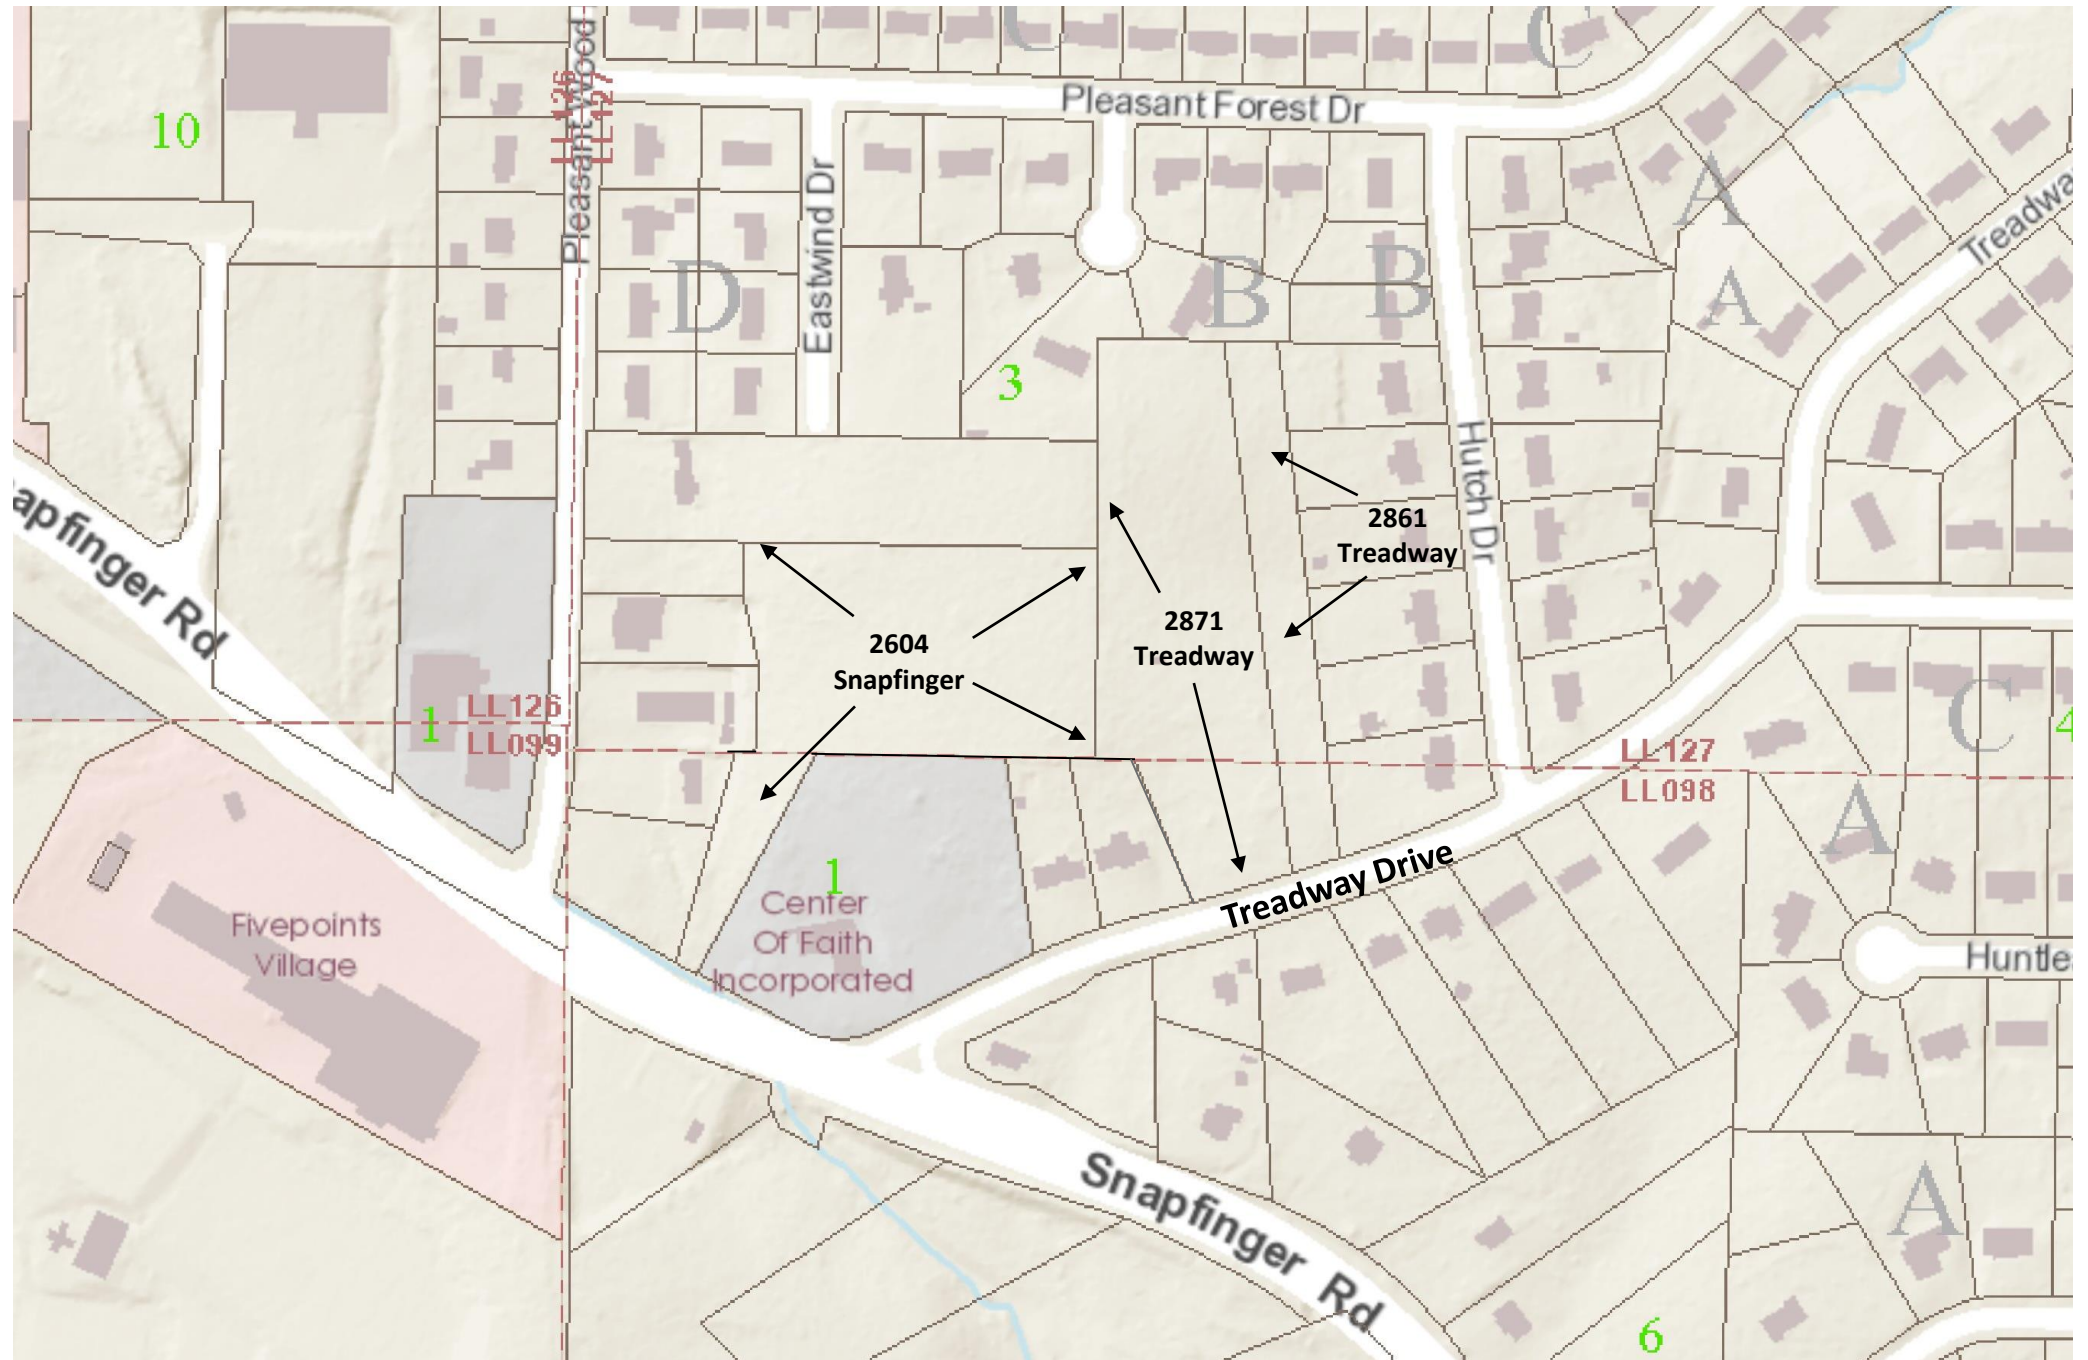 C
C
Pleasant Wood
LL126
LL127
Pleasant Forest Dr
10
A
Eastwind Dr
Treadwa
D
B
B
A
3
Hutch Dr
apfinger Rd
2861
Treadway
2871
Treadway
2604
Snapfinger
LL126
1
LL099
C
4
LL127
LL098
A
Treadway Drive
1
Center
Of Faith
Incorporated
Fivepoints
Village
Huntle
Snapfinger Rd
A
6